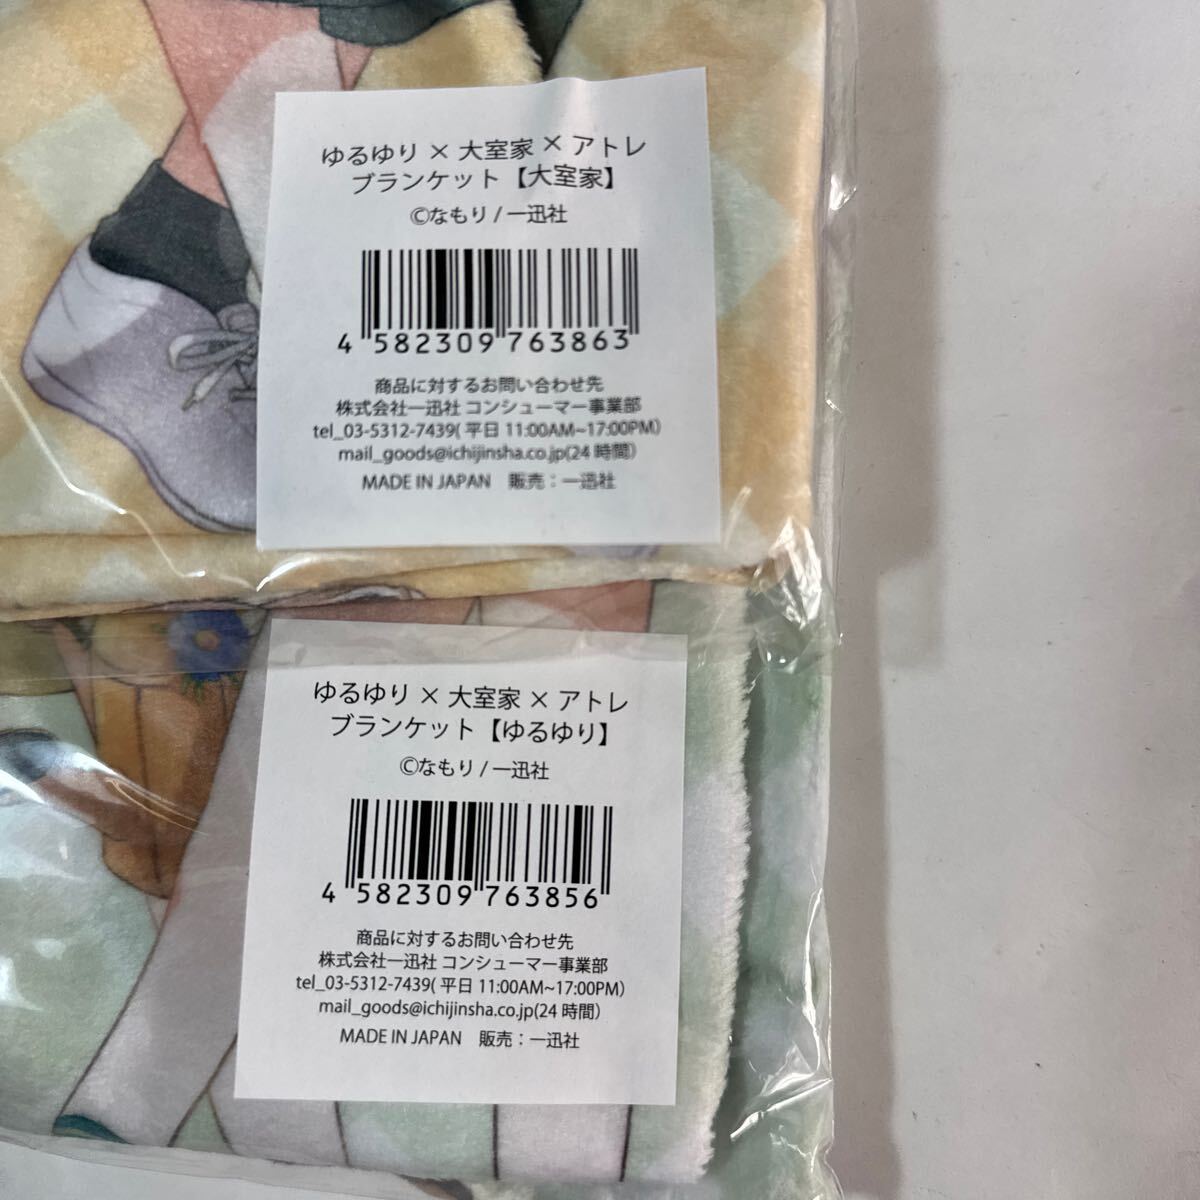 ゆるゆり × 大室家 × アトレ
ブランケット【大室家】
©なもり / 一迅社
4 582309 763863
商品に対するお問い合わせ先
株式会社一迅社 コンシューマー事業部
tel_03-5312-7439( 平日 11:00AM~17:00PM)
mail_goods@ichijinsha.co.jp(24 時間)
MADE IN JAPAN 販売：一迅社
ゆるゆり × 大室家 × アトレ
ブランケット【ゆるゆり】
©なもり / 一迅社
4 582309 763856
商品に対するお問い合わせ先
株式会社一迅社 コンシューマー事業部
tel_03-5312-7439( 平日 11:00AM~17:00PM)
mail_goods@ichijinsha.co.jp(24 時間)
MADE IN JAPAN 販売：一迅社